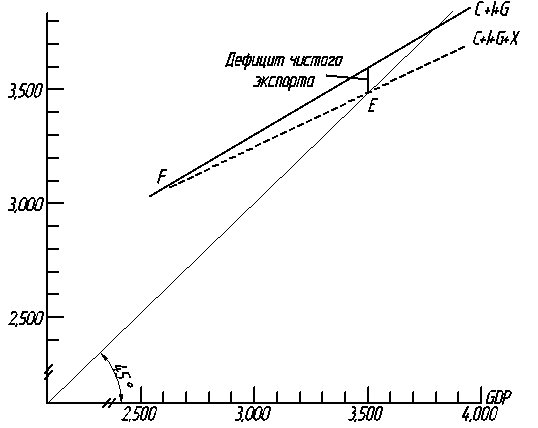 C+I+G
C+I+G+X
Дефицит чистого
экспорта
3,500
E
F
3,000
2,500
45°
2,500 3,000 3,500 4,000 GDP